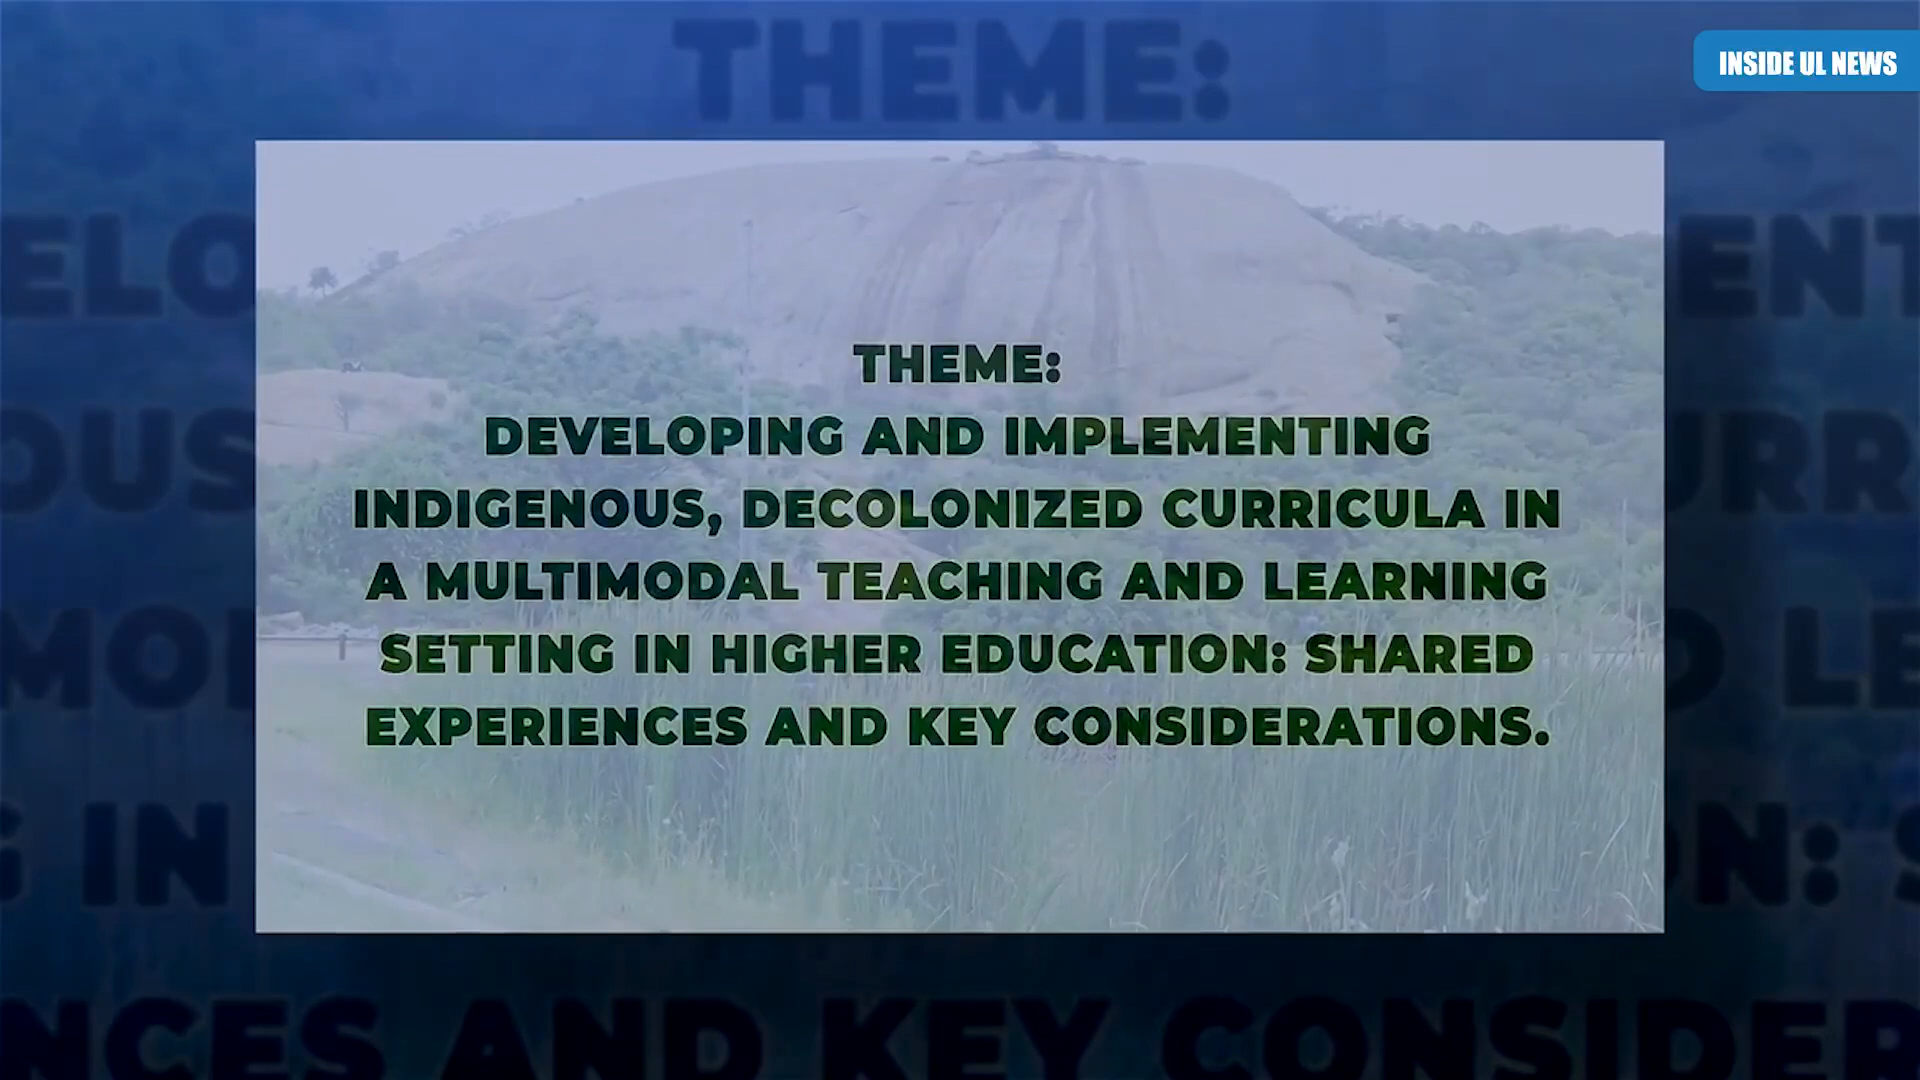 INSIDE UL NEWS
THEME:
DEVELOPING AND IMPLEMENTING
INDIGENOUS, DECOLONIZED CURRICULA IN
A MULTIMODAL TEACHING AND LEARNING
SETTING IN HIGHER EDUCATION: SHARED
EXPERIENCES AND KEY CONSIDERATIONS.